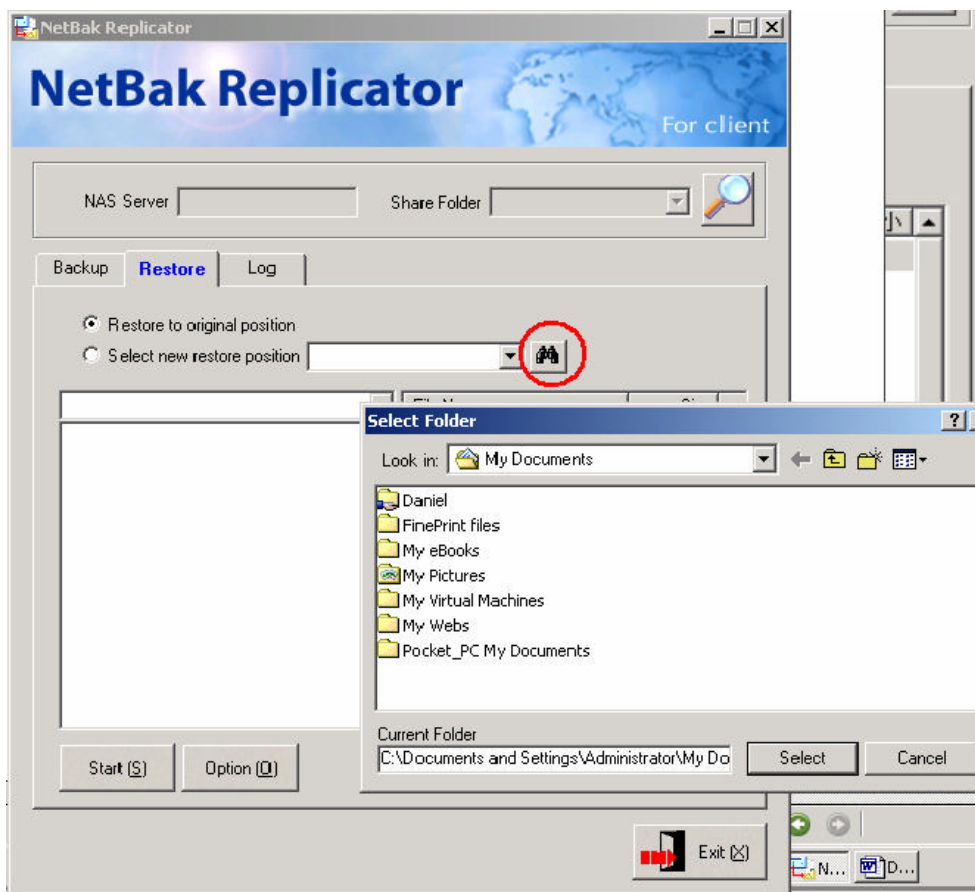 NetBak Replicator
NetBak Replicator
For client
NAS Server
Share Folder
Backup
Restore
Log
Restore to original position
Select new restore position
Select Folder
Look in: My Documents
Daniel
FinePrint files
My eBooks
My Pictures
My Virtual Machines
My Webs
Pocket_PC My Documents
Current Folder
C:\Documents and Settings\Administrator\My Do
Select
Cancel
Start (S)
Option (O)
Exit (X)
N...
D...